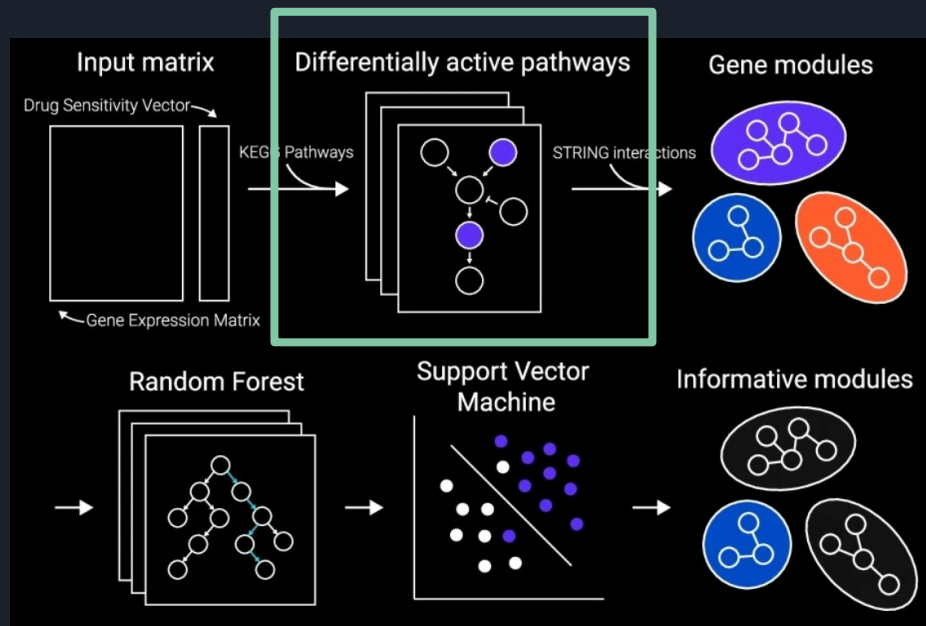 Input matrix
Differentially active pathways
Gene modules
Drug Sensitivity Vector
KEGG Pathways
STRING interactions
Gene Expression Matrix
Random Forest
Support Vector
Machine
Informative modules